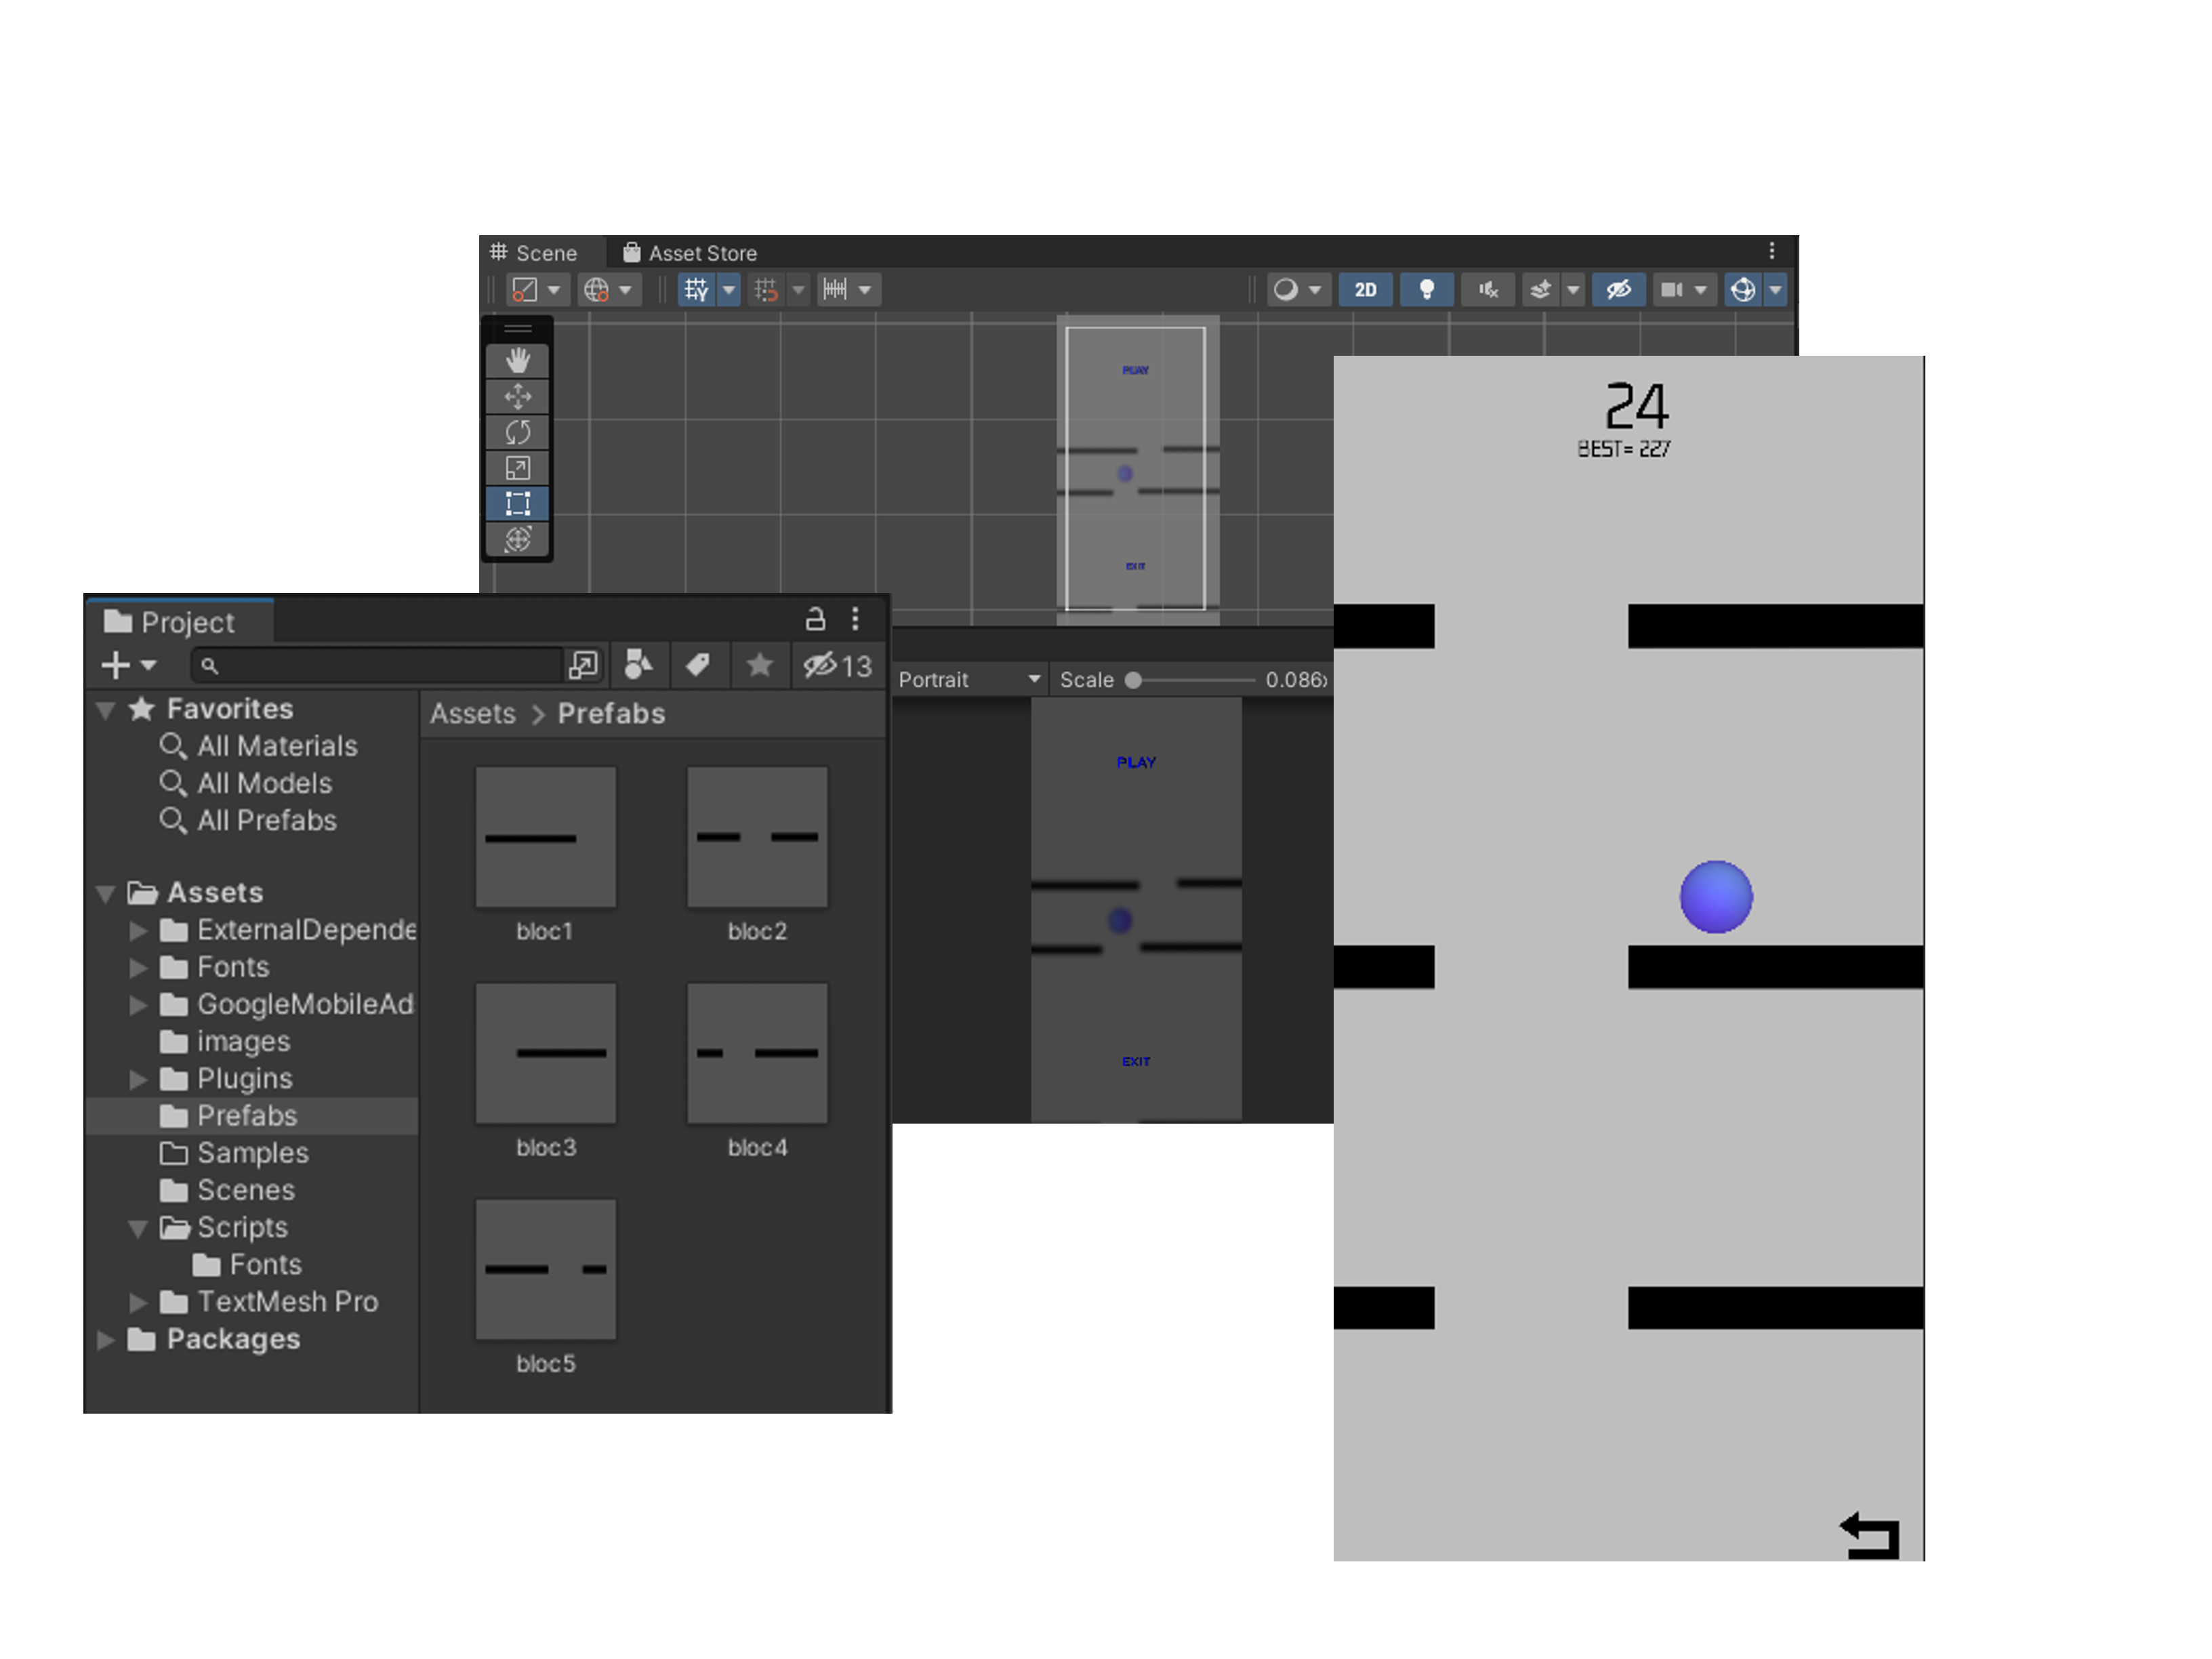 Scene
Asset Store
2D
PLAY
EXIT
24
BEST= 227
Project
13
Favorites
All Materials
All Models
All Prefabs
Assets
ExternalDepende
Fonts
GoogleMobileAd
images
Plugins
Prefabs
Samples
Scenes
Scripts
Fonts
TextMesh Pro
Packages
Assets > Prefabs
bloc1
bloc2
bloc3
bloc4
bloc5
Portrait
Scale
0.086x
PLAY
EXIT